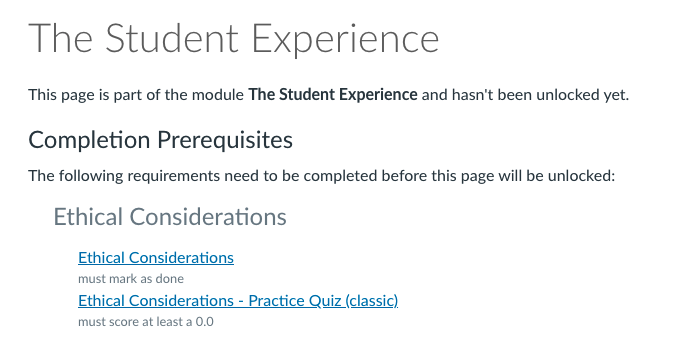 The Student Experience
This page is part of the module The Student Experience and hasn't been unlocked yet.
Completion Prerequisites
The following requirements need to be completed before this page will be unlocked:
Ethical Considerations
Ethical Considerations
must mark as done
Ethical Considerations - Practice Quiz (classic)
must score at least a 0.0